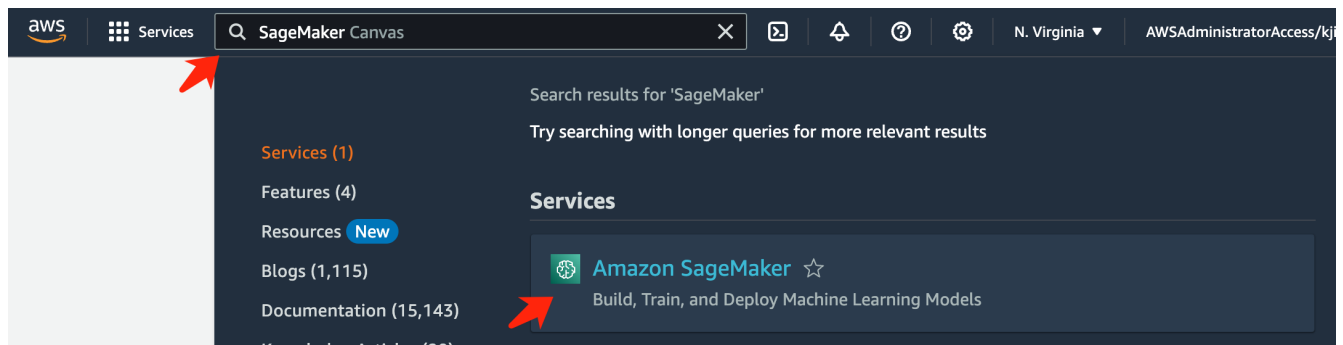 aws
Services
SageMaker Canvas
N. Virginia
AWSAdministratorAccess/kji
Search results for 'SageMaker'
Try searching with longer queries for more relevant results
Services (1)
Features (4)
Resources New
Blogs (1,115)
Documentation (15,143)
Services
Amazon SageMaker
Build, Train, and Deploy Machine Learning Models